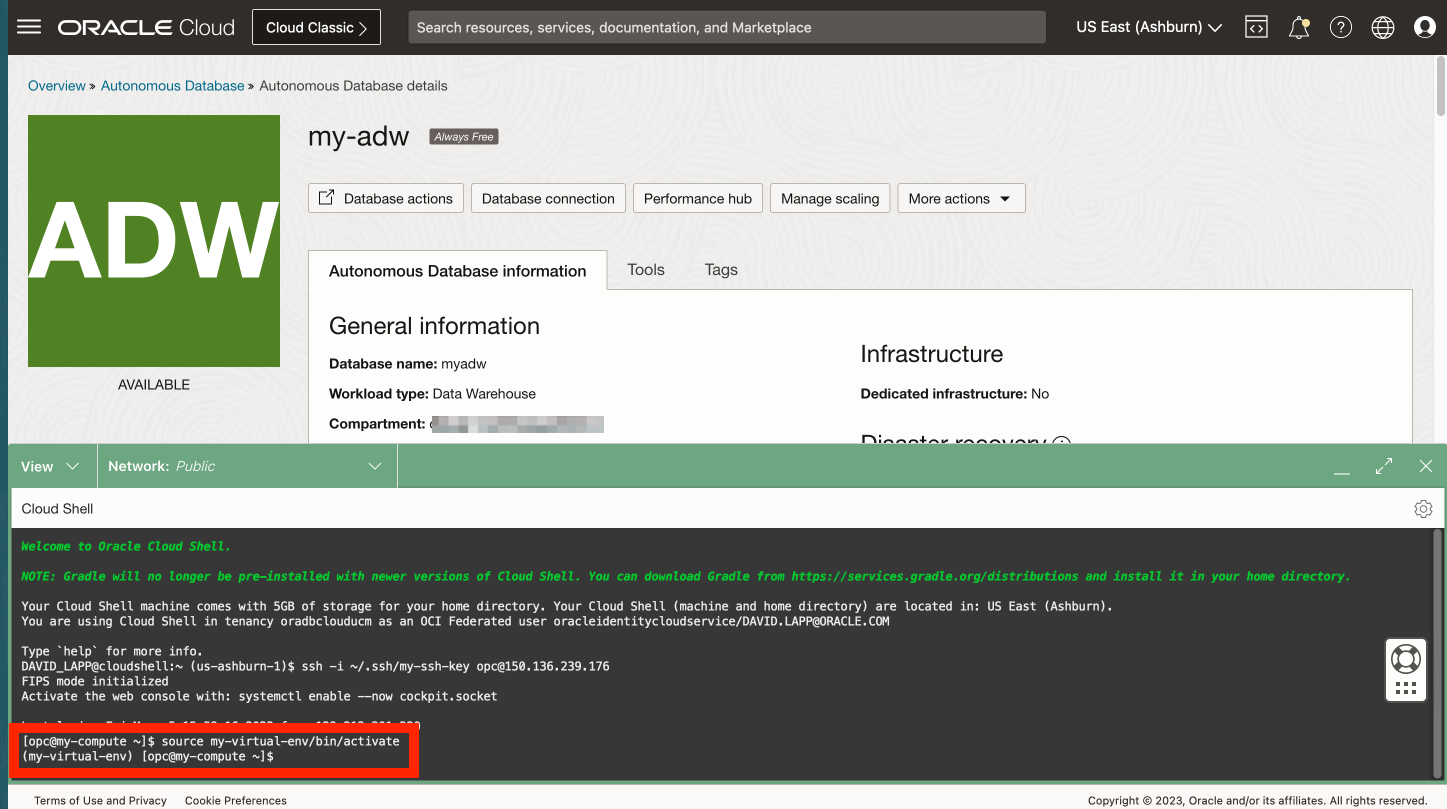 ORACLE Cloud
Cloud Classic
Search resources, services, documentation, and Marketplace
US East (Ashburn)
Overview » Autonomous Database » Autonomous Database details
ADW
AVAILABLE
my-adw
Always Free
Database actions
Database connection
Performance hub
Manage scaling
More actions
Autonomous Database information
Tools
Tags
General information
Database name: myadw
Workload type: Data Warehouse
Compartment:
Infrastructure
Dedicated infrastructure: No
Disaster recovery
View
Network: Public
Cloud Shell
Welcome to Oracle Cloud Shell.
NOTE: Gradle will no longer be pre-installed with newer versions of Cloud Shell. You can download Gradle from https://services.gradle.org/distributions and install it in your home directory.
Your Cloud Shell machine comes with 5GB of storage for your home directory. Your Cloud Shell (machine and home directory) are located in: US East (Ashburn).
You are using Cloud Shell in tenancy oradbclouducm as an OCI Federated user oracleidentitycloudservice/DAVID.LAPP@ORACLE.COM
Type `help` for more info.
DAVID_LAPP@cloudshell:~ (us-ashburn-1)$ ssh -i ~/.ssh/my-ssh-key opc@150.136.239.176
FIPS mode initialized
Activate the web console with: systemctl enable --now cockpit.socket
[opc@my-compute ~]$ source my-virtual-env/bin/activate
(my-virtual-env) [opc@my-compute ~]$
Terms of Use and Privacy
Cookie Preferences
Copyright © 2023, Oracle and/or its affiliates. All rights reserved.